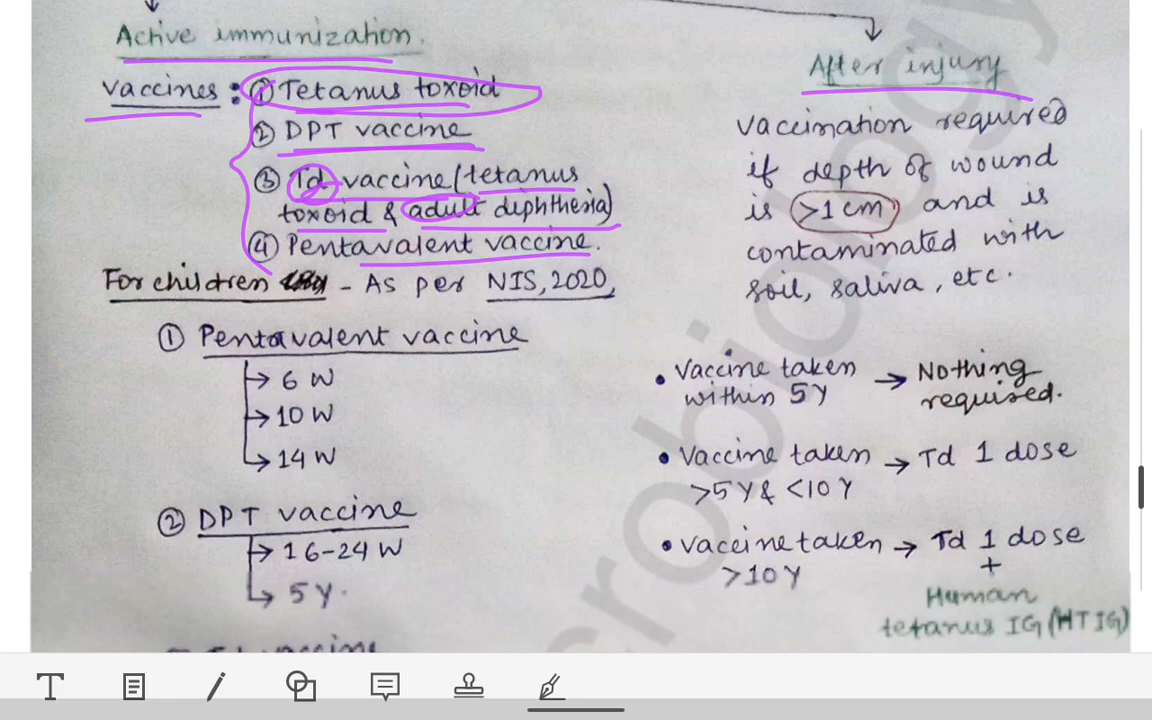 Active immunization.
Vaccines : ① Tetanus toxoid
② DPT vaccine
③ Td vaccine (tetanus
toxoid & adult diphtheria)
④ Pentavalent vaccine.
For children - As per NIS, 2020,
① Pentavalent vaccine
→ 6 W
→ 10 W
→ 14 W
② DPT vaccine
→ 16-24 W
→ 5 Y.
Td vaccine
After injury
Vaccination required
if depth of wound
is >1 cm and is
contaminated with
soil, saliva, etc.
• Vaccine taken → Nothing
within 5Y required.
• Vaccine taken → Td 1 dose
>5 Y & <10 Y
• Vaccine taken → Td 1 dose
>10 Y +
Human
tetanus IG (HTIG)
crobiology
T